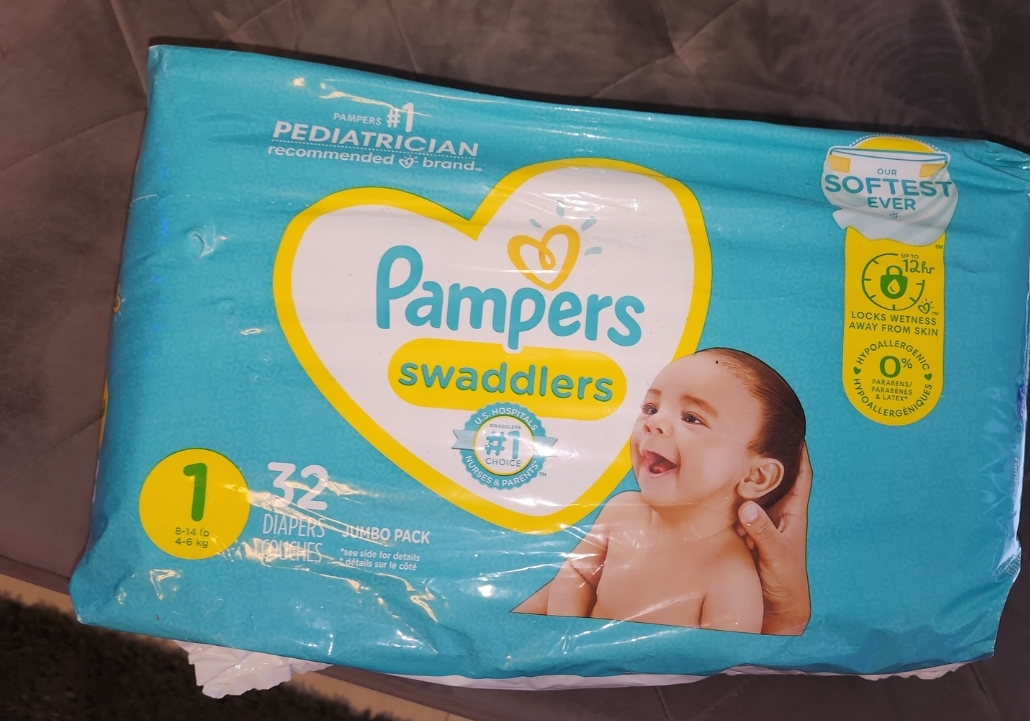 PAMPERS #1
PEDIATRICIAN
recommended brand™
Pampers
swaddlers
U.S. HOSPITALS
SWADDLERS
#1
CHOICE
NURSES & PARENTS*
OUR
SOFTEST
EVER
UP TO
12hr
LOCKS WETNESS
AWAY FROM SKIN
HYPOALLERGENIC
0%
PARABENS/
PARABÈNES
& LATEX*
HYPOALLERGÉNIQUES
1
8-14 lb
4-6 kg
32
DIAPERS
COUCHES
JUMBO PACK
*see side for details
*détails sur le côté